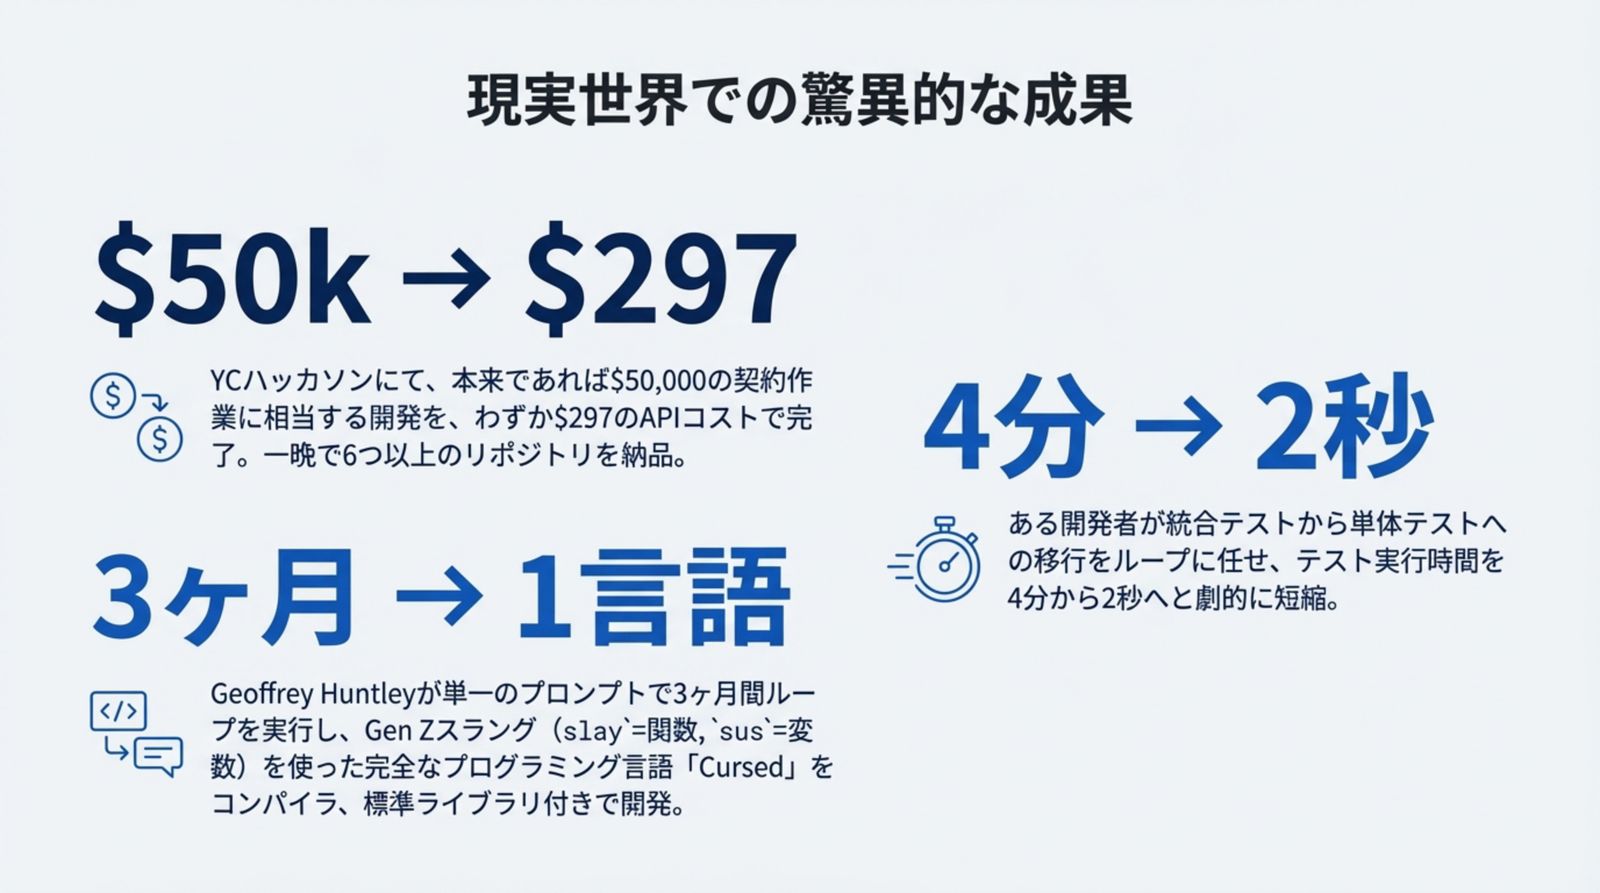 現実世界での驚異的な成果
$50k → $297
$
$
YCハッカソンにて、本来であれば$50,000の契約作
業に相当する開発を、わずか$297のAPIコストで完
了。一晩で6つ以上のリポジトリを納品。
3ヶ月 → 1言語
</>
Geoffrey Huntleyが単一のプロンプトで3ヶ月間ルー
プを実行し、Gen Zスラング（slay`=関数, `sus`=変
数）を使った完全なプログラミング言語「Cursed」を
コンパイラ、標準ライブラリ付きで開発。
4分 → 2秒
ある開発者が統合テストから単体テストへ
の移行をループに任せ、テスト実行時間を
4分から2秒へと劇的に短縮。